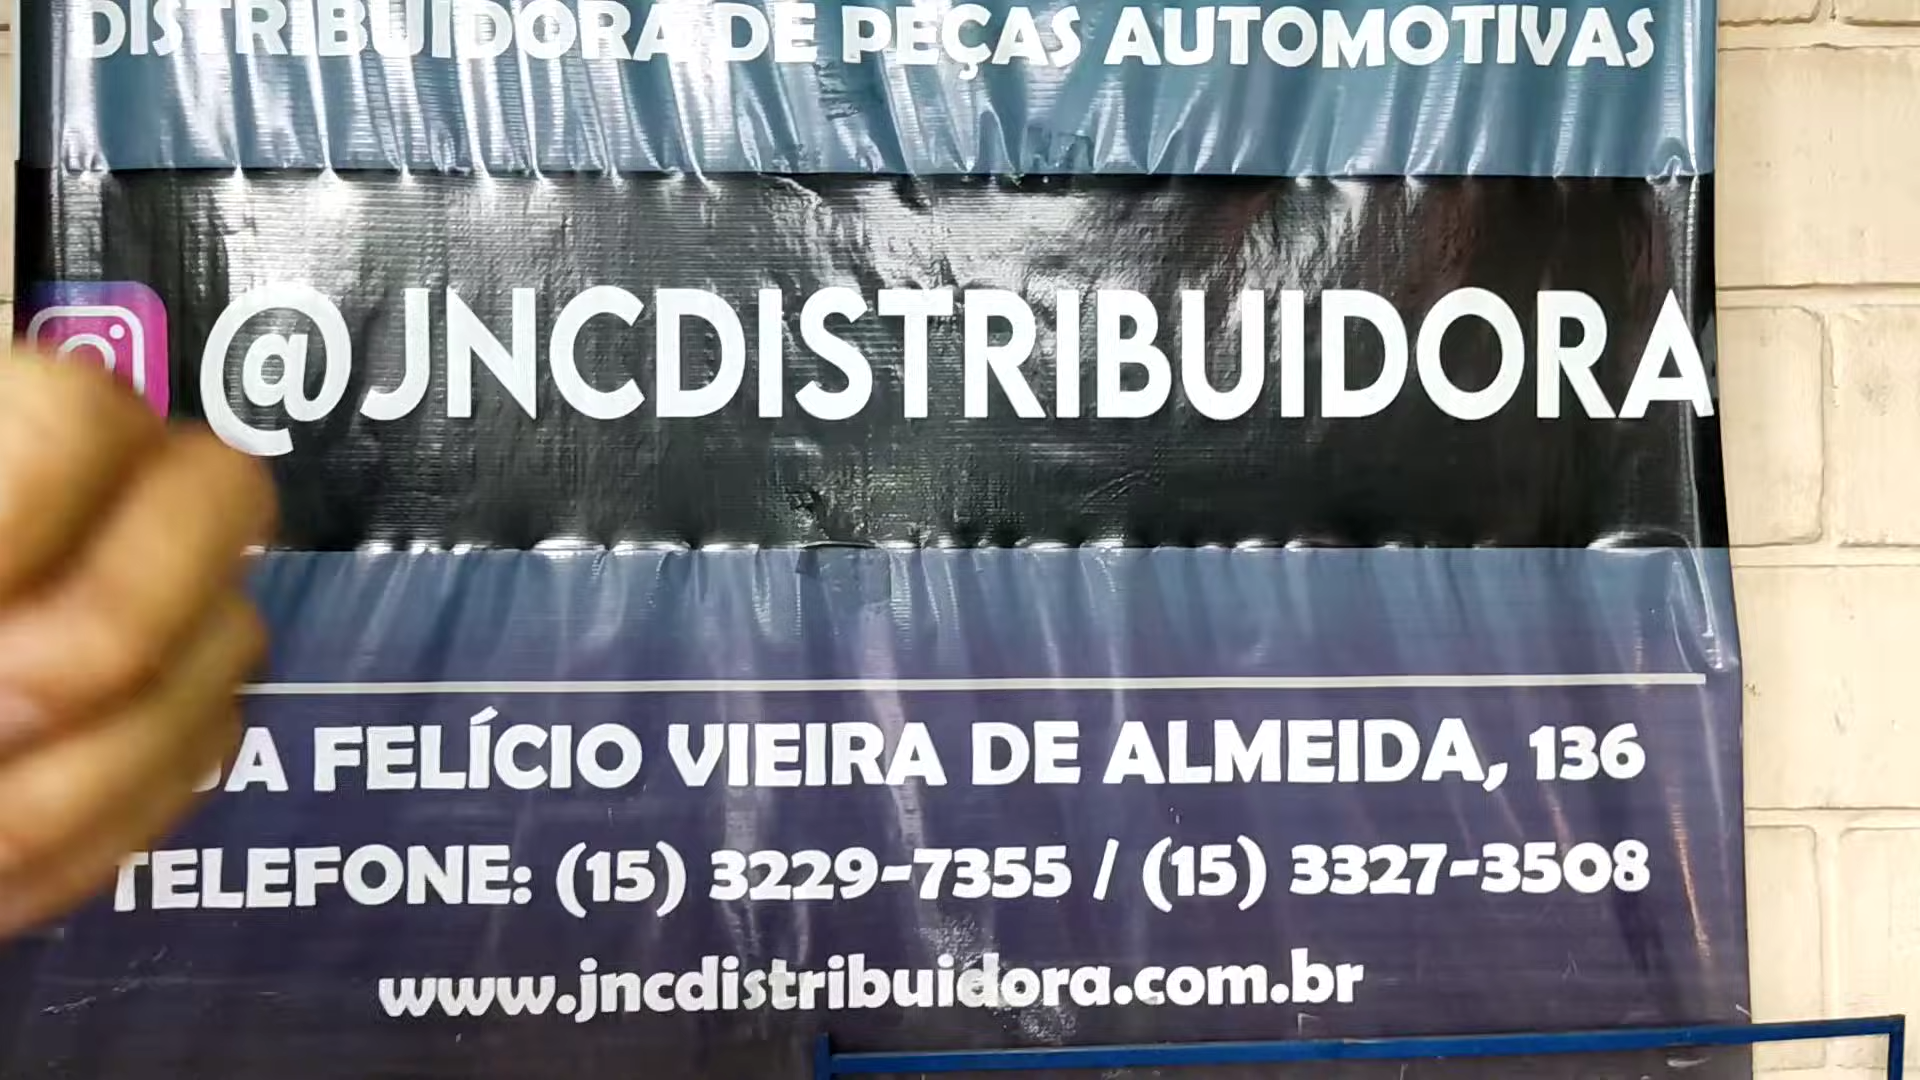 DISTRIBUIDORA DE PEÇAS AUTOMOTIVAS
@JNCDISTRIBUIDORA
FELÍCIO VIEIRA DE ALMEIDA, 136
TELEFONE: (15) 3229-7355 / (15) 3327-3508
www.jncdistribuidora.com.br